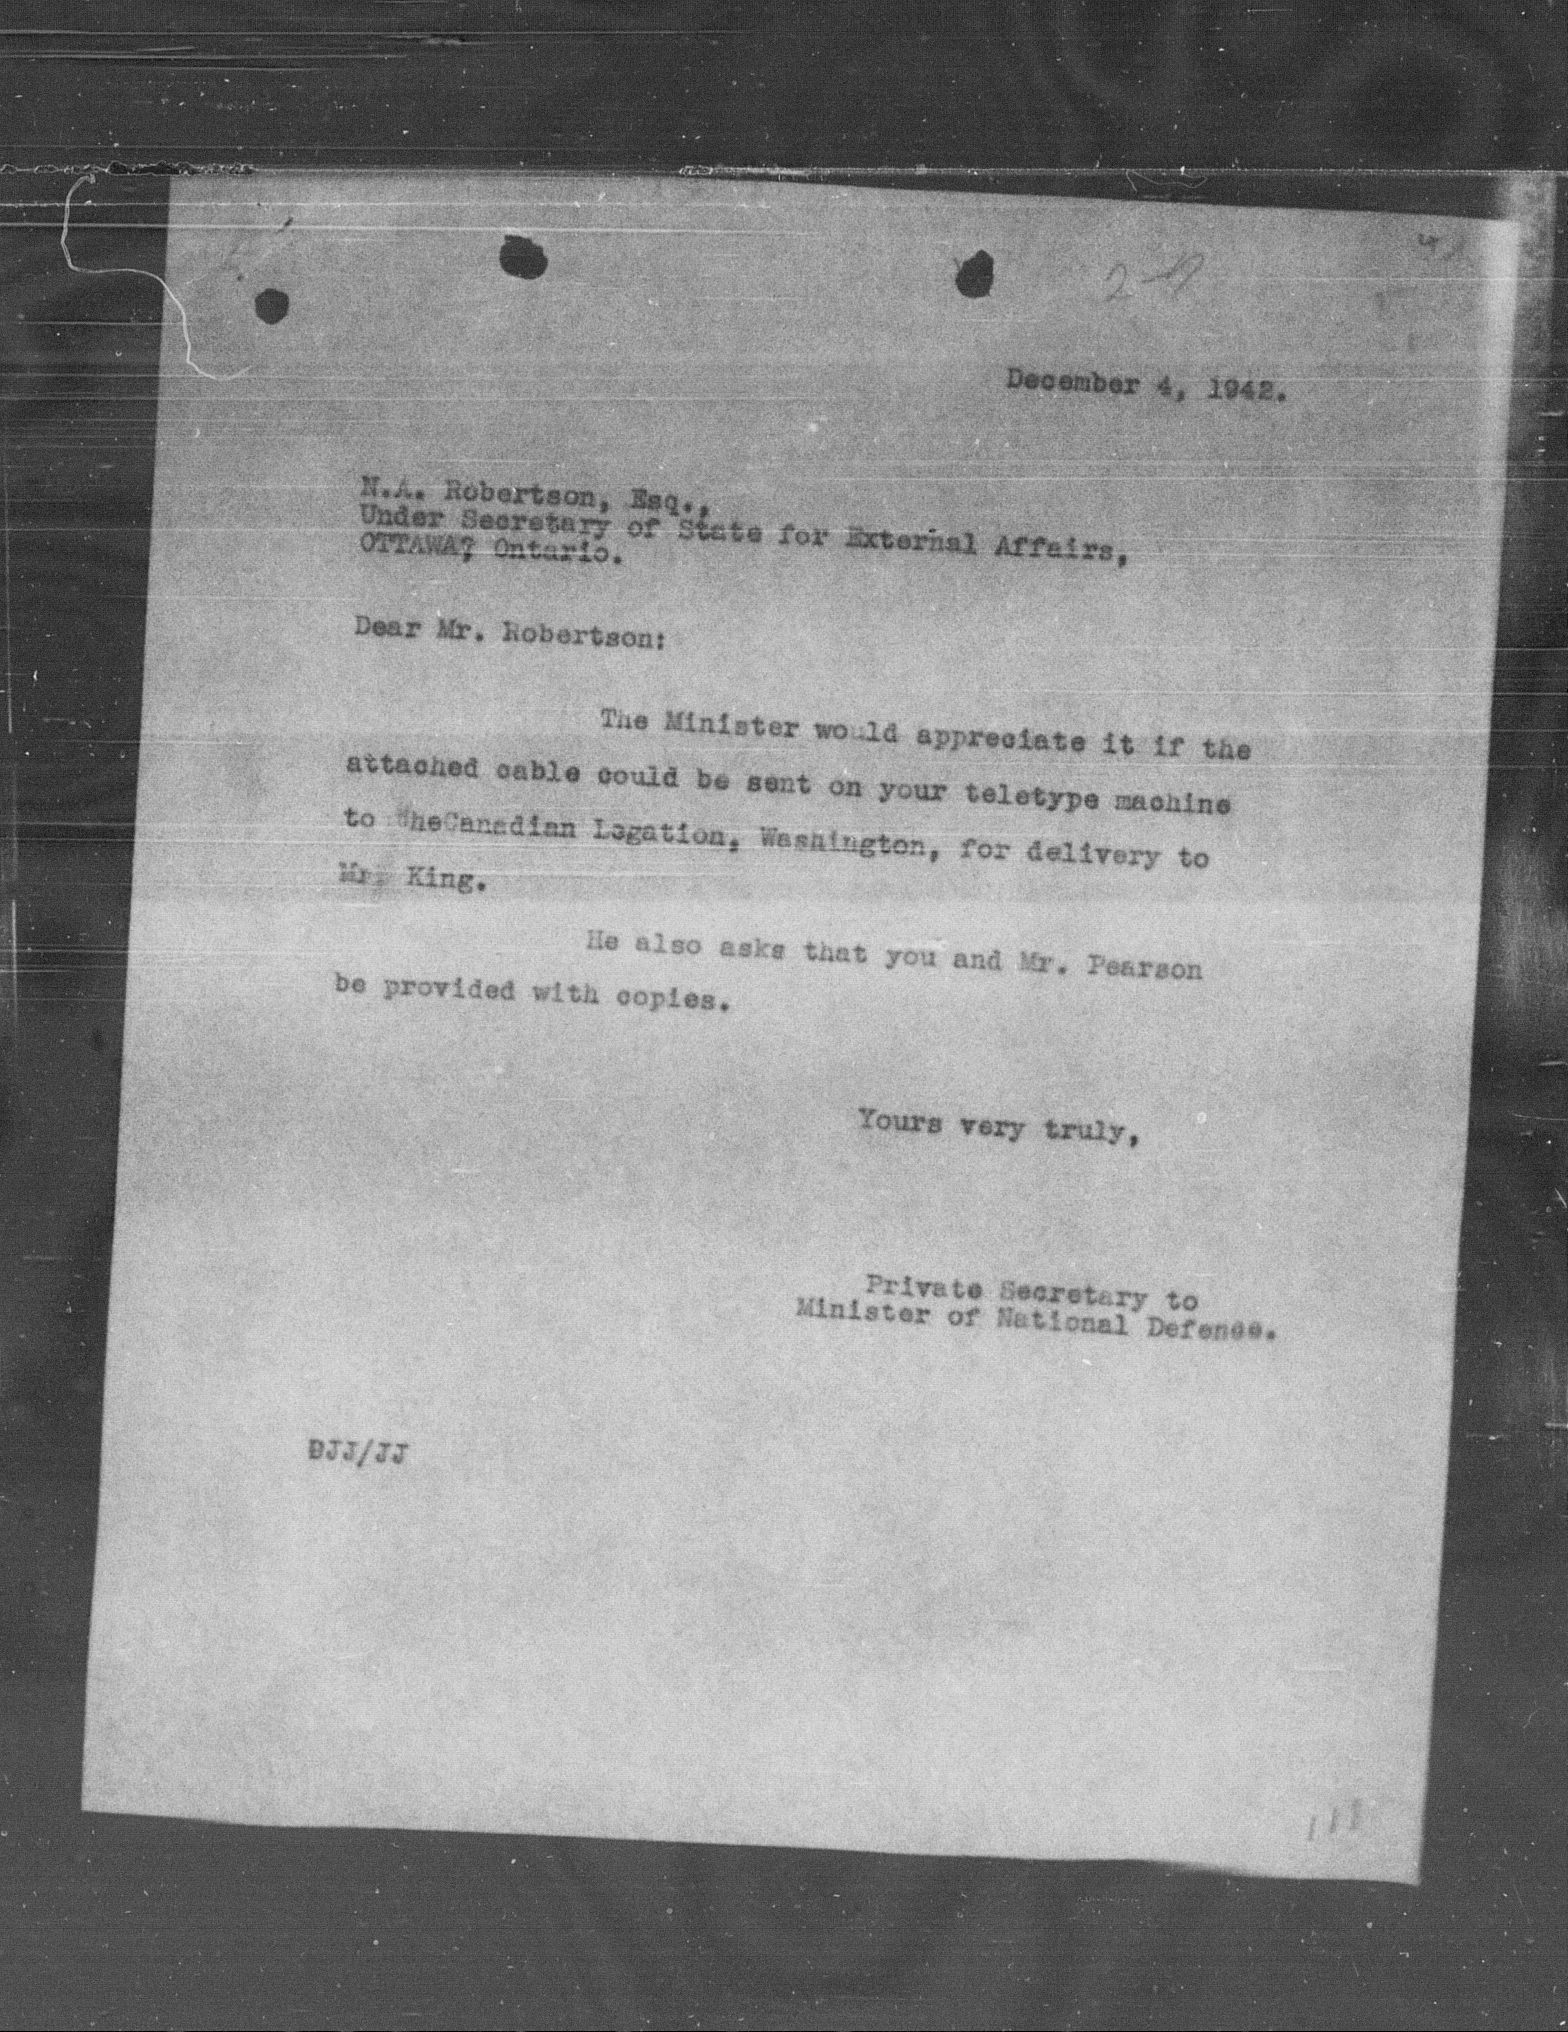 December 4, 1942.
N.A. Robertson, Esq.,
Under Secretary of State for External Affairs,
OTTAWA? Ontario.
Dear Mr. Robertson:
The Minister would appreciate it if the
attached cable could be sent on your teletype machine
to theCanadian Legation, Washington, for delivery to
Mr. King.
He also asks that you and Mr. Pearson
be provided with copies.
Yours very truly,
Private Secretary to
Minister of National Defence.
DJJ/JJ
111